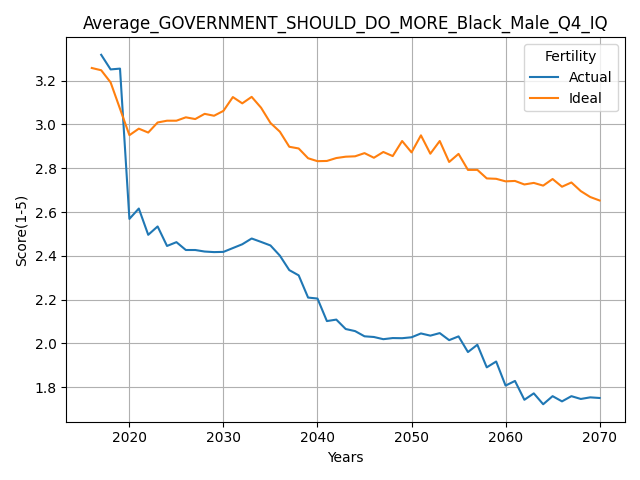 Average_GOVERNMENT_SHOULD_DO_MORE_Black_Male_Q4_IQ
Fertility
Actual
Ideal
Score(1-5)
3.2
3.0
2.8
2.6
2.4
2.2
2.0
1.8
2020 2030 2040 2050 2060 2070
Years